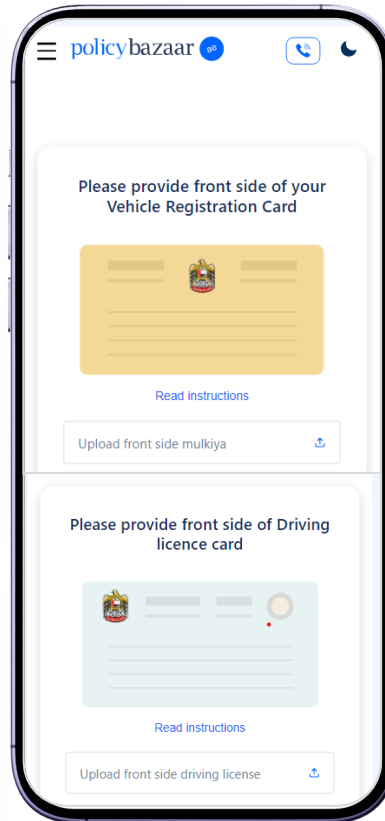 policybazaar
Please provide front side of your
Vehicle Registration Card
Read instructions
Upload front side mulkiya
Please provide front side of Driving
licence card
Read instructions
Upload front side driving license